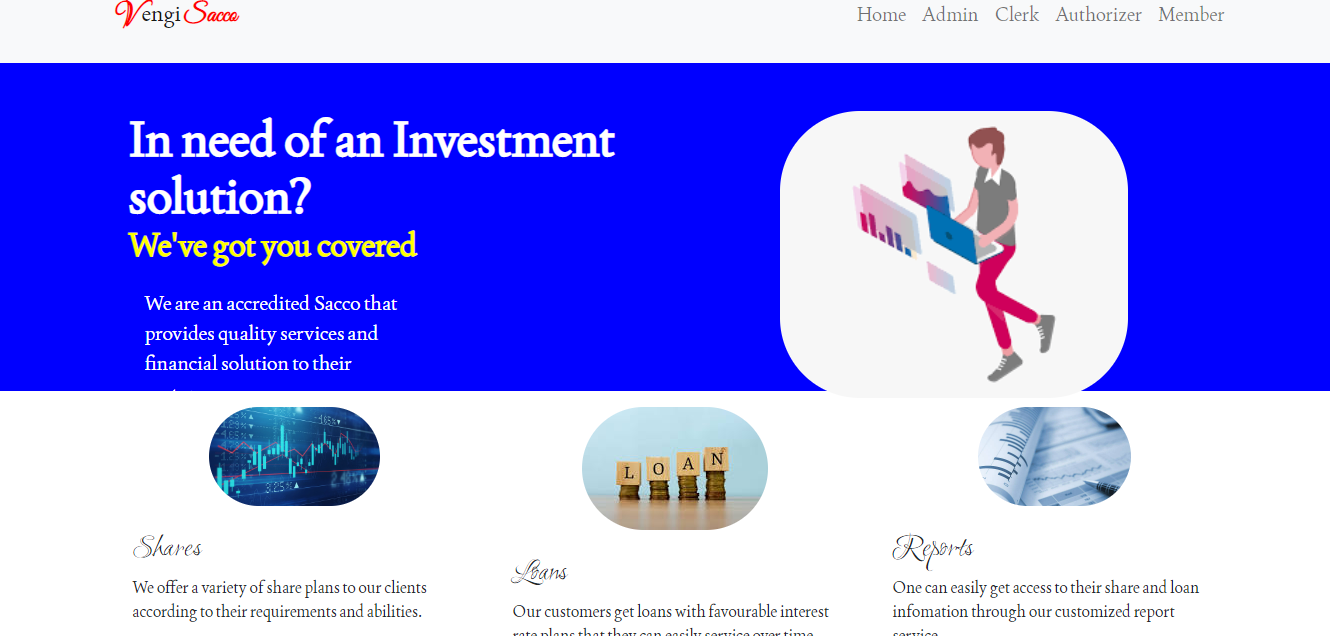 Vengi Sacco
Home Admin Clerk Authorizer Member
In need of an Investment
solution?
We've got you covered
We are an accredited Sacco that
provides quality services and
financial solution to their
L O A N
Shares
We offer a variety of share plans to our clients
according to their requirements and abilities.
Loans
Our customers get loans with favourable interest
rate plans that they can easily service over time
Reports
One can easily get access to their share and loan
infomation through our customized report
service